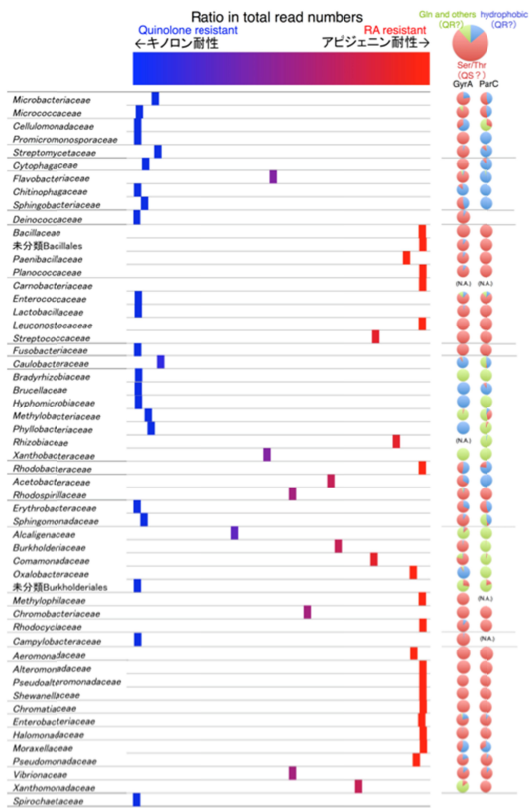 Ratio in total read numbers
Quinolone resistant
RA resistant
←キノロン耐性
アピジェニン耐性→
Gln and others (QR?)
hydrophobic (QR?)
Ser/Thr (QS?)
GyrA ParC
Microbacteriaceae
Micrococcaceae
Cellulomonadaceae
Promicromonosporaceae
Streptomycetaceae
Cytophagaceae
Flavobacteriaceae
Chitinophagaceae
Sphingobacteriaceae
Deinococcaceae
Bacillaceae
未分類Bacillales
Paenibacillaceae
Planococcaceae
Carnobacteriaceae (N.A.) (N.I.)
Enterococcaceae
Lactobacillaceae
Leuconostocaceae
Streptococcaceae
Fusobacteriaceae
Caulobacteraceae
Bradyrhizobiaceae
Brucellaceae
Hyphomicrobiaceae
Methylobacteriaceae
Phyllobacteriaceae
Rhizobiaceae (N.A.)
Xanthobacteraceae
Rhodobacteraceae
Acetobacteraceae
Rhodospirillaceae
Erythrobacteraceae
Sphingomonadaceae
Alcaligenaceae
Burkholderiaceae
Comamonadaceae
Oxalobacteraceae
未分類Burkholderiales
Methylophilaceae (N.I.)
Chromobacteriaceae
Rhodocyclaceae
Campylobacteraceae (N.A.)
Aeromonadaceae
Alteromonadaceae
Pseudoalteromonadaceae
Shewanellaceae
Chromatiaceae
Enterobacteriaceae
Halomonadaceae
Moraxellaceae
Pseudomonadaceae
Vibrionaceae
Xanthomonadaceae
Spirochaetaceae